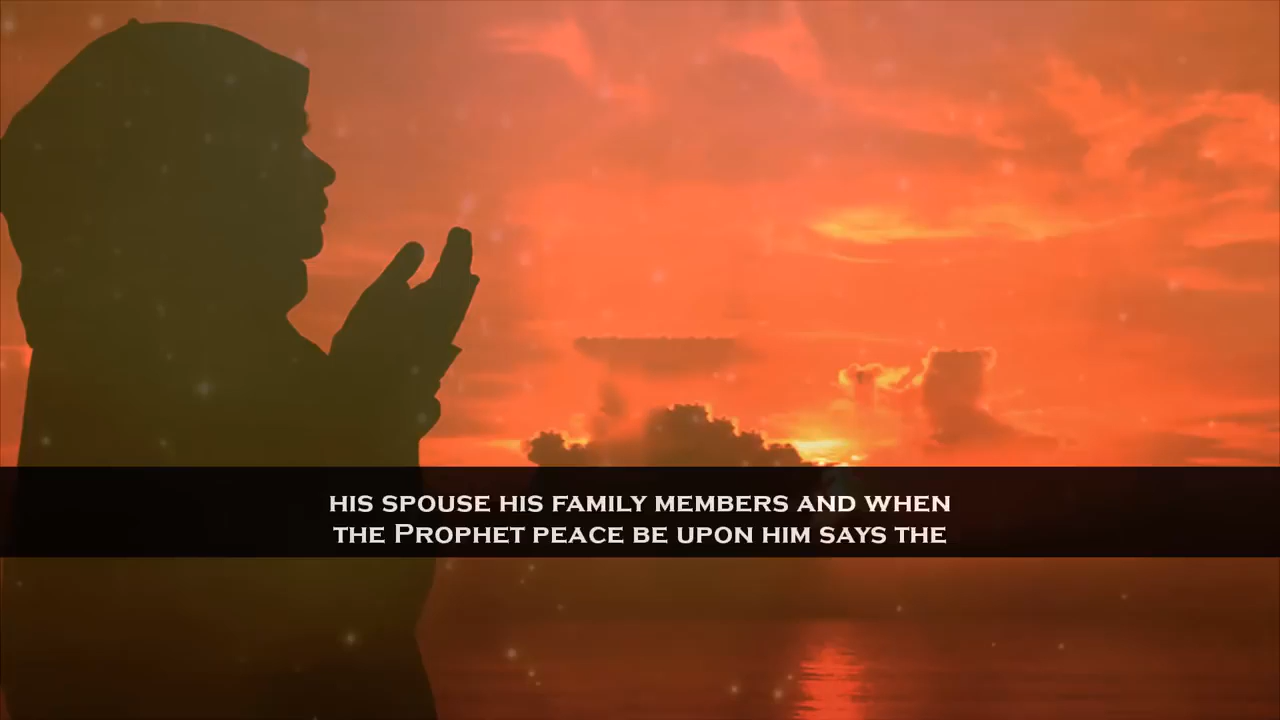 HIS SPOUSE HIS FAMILY MEMBERS AND WHEN
THE PROPHET PEACE BE UPON HIM SAYS THE